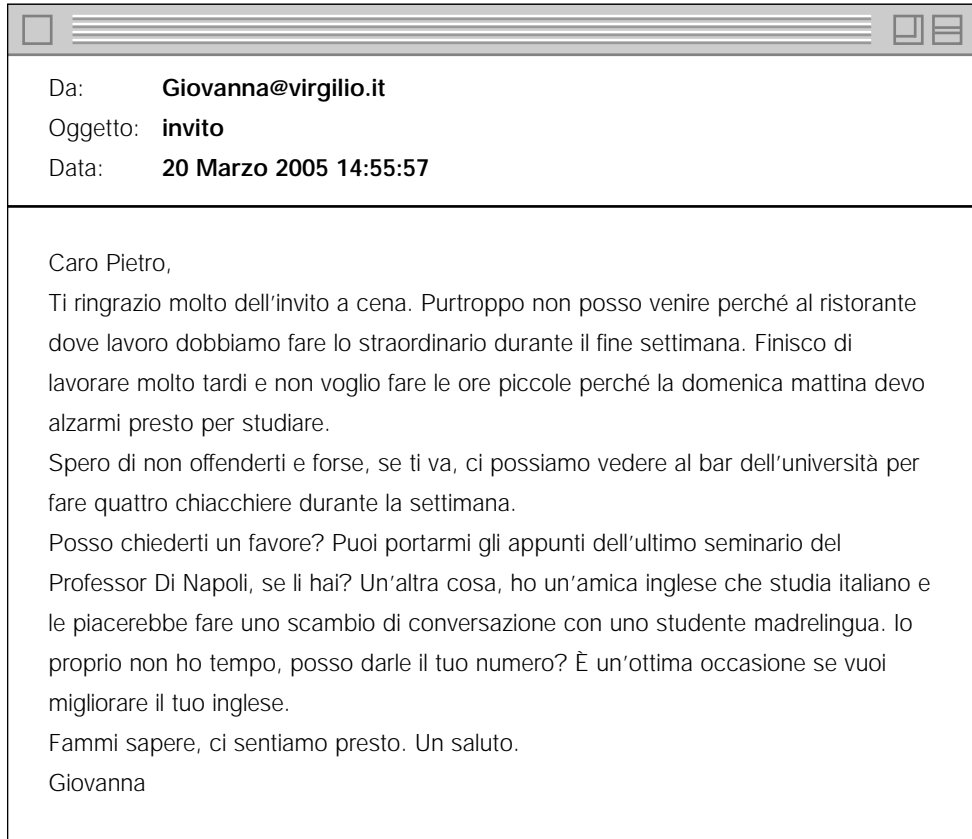 Da: Giovanna@virgilio.it
Oggetto: invito
Data: 20 Marzo 2005 14:55:57
Caro Pietro,
Ti ringrazio molto dell'invito a cena. Purtroppo non posso venire perché al ristorante
dove lavoro dobbiamo fare lo straordinario durante il fine settimana. Finisco di
lavorare molto tardi e non voglio fare le ore piccole perché la domenica mattina devo
alzarmi presto per studiare.
Spero di non offenderti e forse, se ti va, ci possiamo vedere al bar dell'università per
fare quattro chiacchiere durante la settimana.
Posso chiederti un favore? Puoi portarmi gli appunti dell'ultimo seminario del
Professor Di Napoli, se li hai? Un'altra cosa, ho un'amica inglese che studia italiano e
le piacerebbe fare uno scambio di conversazione con uno studente madrelingua. Io
proprio non ho tempo, posso darle il tuo numero? È un'ottima occasione se vuoi
migliorare il tuo inglese.
Fammi sapere, ci sentiamo presto. Un saluto.
Giovanna